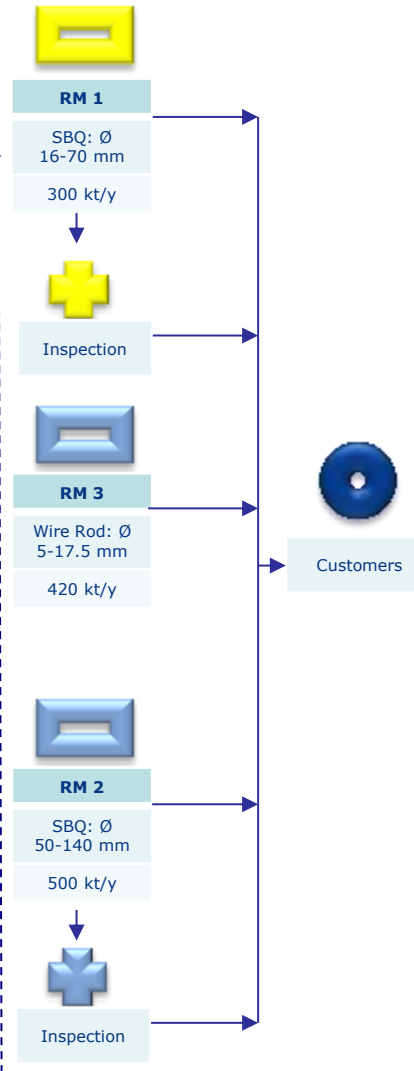 RM 1
SBQ: Ø
16-70 mm
300 kt/y
Inspection
RM 3
Wire Rod: Ø
5-17.5 mm
420 kt/y
Customers
RM 2
SBQ: Ø
50-140 mm
500 kt/y
Inspection